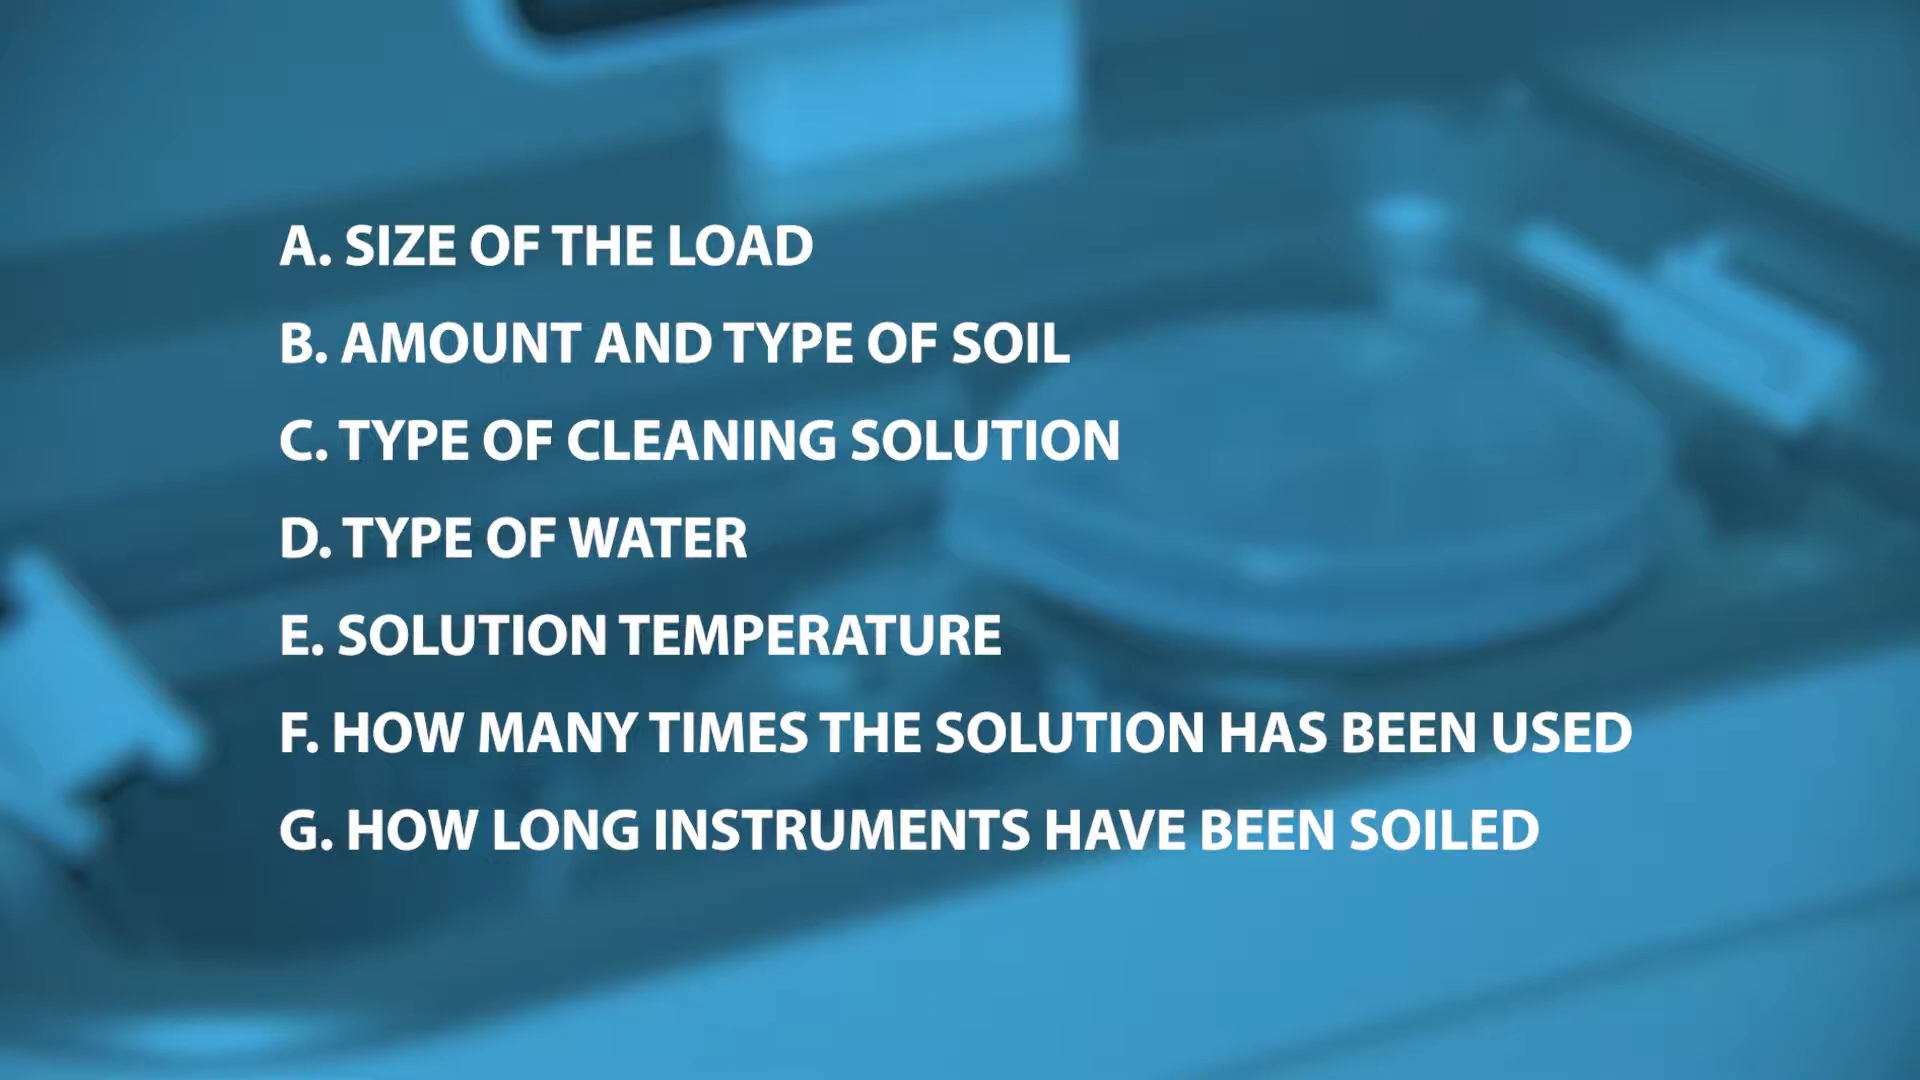 A. SIZE OF THE LOAD
B. AMOUNT AND TYPE OF SOIL
C. TYPE OF CLEANING SOLUTION
D. TYPE OF WATER
E. SOLUTION TEMPERATURE
F. HOW MANY TIMES THE SOLUTION HAS BEEN USED
G. HOW LONG INSTRUMENTS HAVE BEEN SOILED